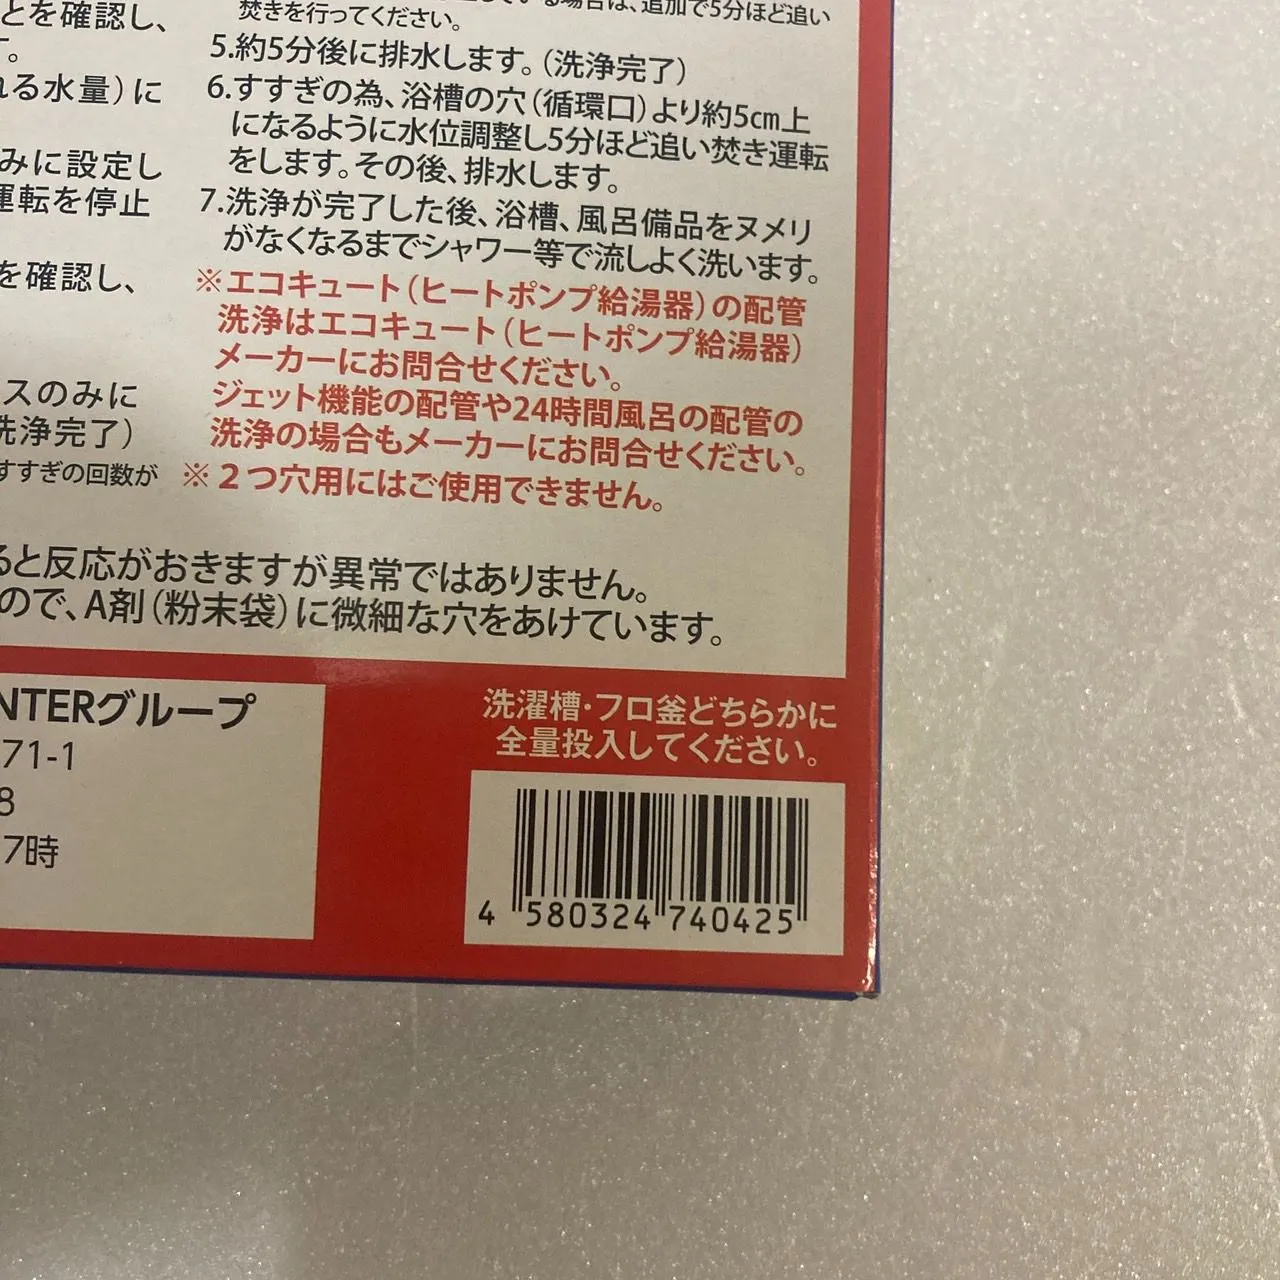 とを確認し、
す。
れる水量)に
みに設定し
運転を停止
を確認し、
スのみに
洗浄完了)
すすぎの回数が
ている場合は、追加で5分ほど追い
焚きを行ってください。
5.約5分後に排水します。(洗浄完了)
6.すすぎの為、浴槽の穴(循環口)より約5㎝上
になるように水位調整し5分ほど追い焚き運転
をします。その後、排水します。
7.洗浄が完了した後、浴槽、風呂備品をヌメリ
がなくなるまでシャワー等で流しよく洗います。
※エコキュート(ヒートポンプ給湯器)の配管
洗浄はエコキュート(ヒートポンプ給湯器)
メーカーにお問合せください。
ジェット機能の配管や24時間風呂の配管の
洗浄の場合もメーカーにお問合せください。
※2つ穴用にはご使用できません。
ると反応がおきますが異常ではありません。
ので、A剤(粉末袋)に微細な穴をあけています。
NTERグループ
71-1
8
7時
洗濯槽・フロ釜どちらかに
全量投入してください。
4 580324 740425